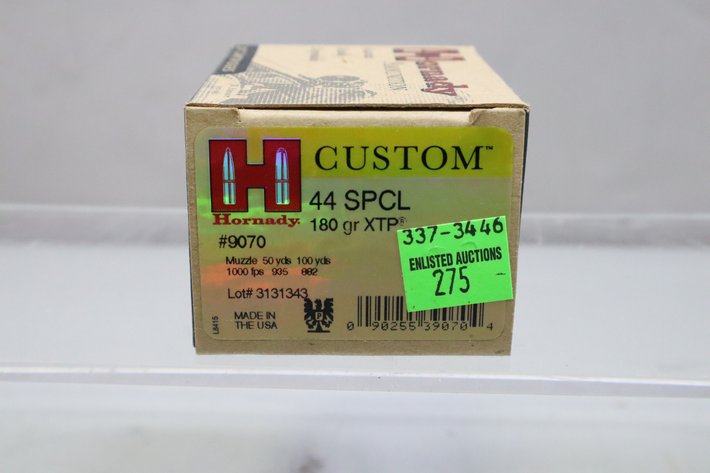 Hornady
CUSTOM™
44 SPCL
180 gr XTP®
Hornady
#9070
Muzzle 50 yds 100 yds
1000 fps 935 882
Lot# 3131343
MADE IN
THE USA
L8415
P
0 90255 39070 4
337-3446
ENLISTED AUCTIONS
275